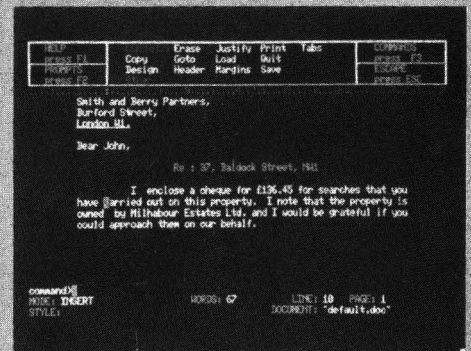 HELP Erase Justify Print Tabs COMMANDS
press F1 Copy Goto Load Quit press F3
PROMPTS Design Header Margins Save ESCAPE
press F2 press ESC
Smith and Berry Partners,
Burford Street,
London W1.
Dear John,
Re : 37, Baldock Street, NW1
I enclose a cheque for £136.45 for searches that you
have carried out on this property. I note that the property is
owned by Milhabour Estates Ltd. and I would be grateful if you
could approach them on our behalf.
command>
MODE: INSERT WORDS: 67 LINE: 10 PAGE: 1
STYLE: DOCUMENT: "default.doc"